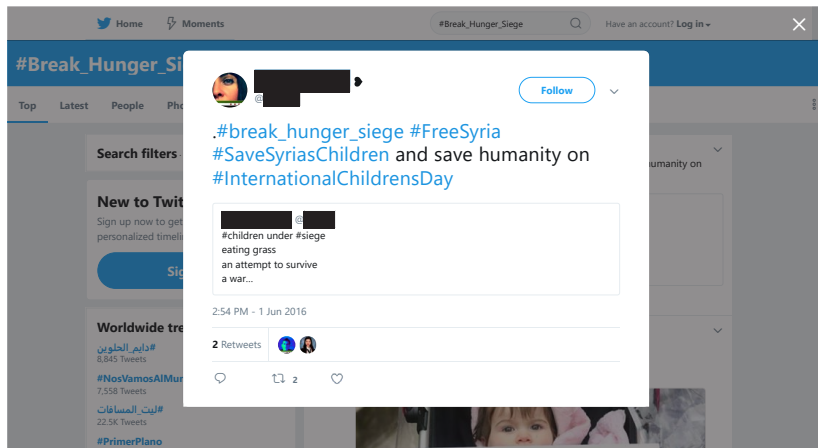 Home
Moments
#Break_Hunger_Siege
Have an account? Log in
#Break_Hunger_Si
Top
Latest
People
Pho
Search filters
New to Twit
Sign up now to get
personalized timeli
Sig
Worldwide tre
#دايم_الحلوين
8,845 Tweets
#NosVamosAlMur
7,558 Tweets
#ليت_المسافات
22.5K Tweets
#PrimerPlano
@
Follow
.#break_hunger_siege #FreeSyria
#SaveSyriasChildren and save humanity on
#InternationalChildrensDay
@
#children under #siege
eating grass
an attempt to survive
a war...
2:54 PM - 1 Jun 2016
2 Retweets
2
umanity on